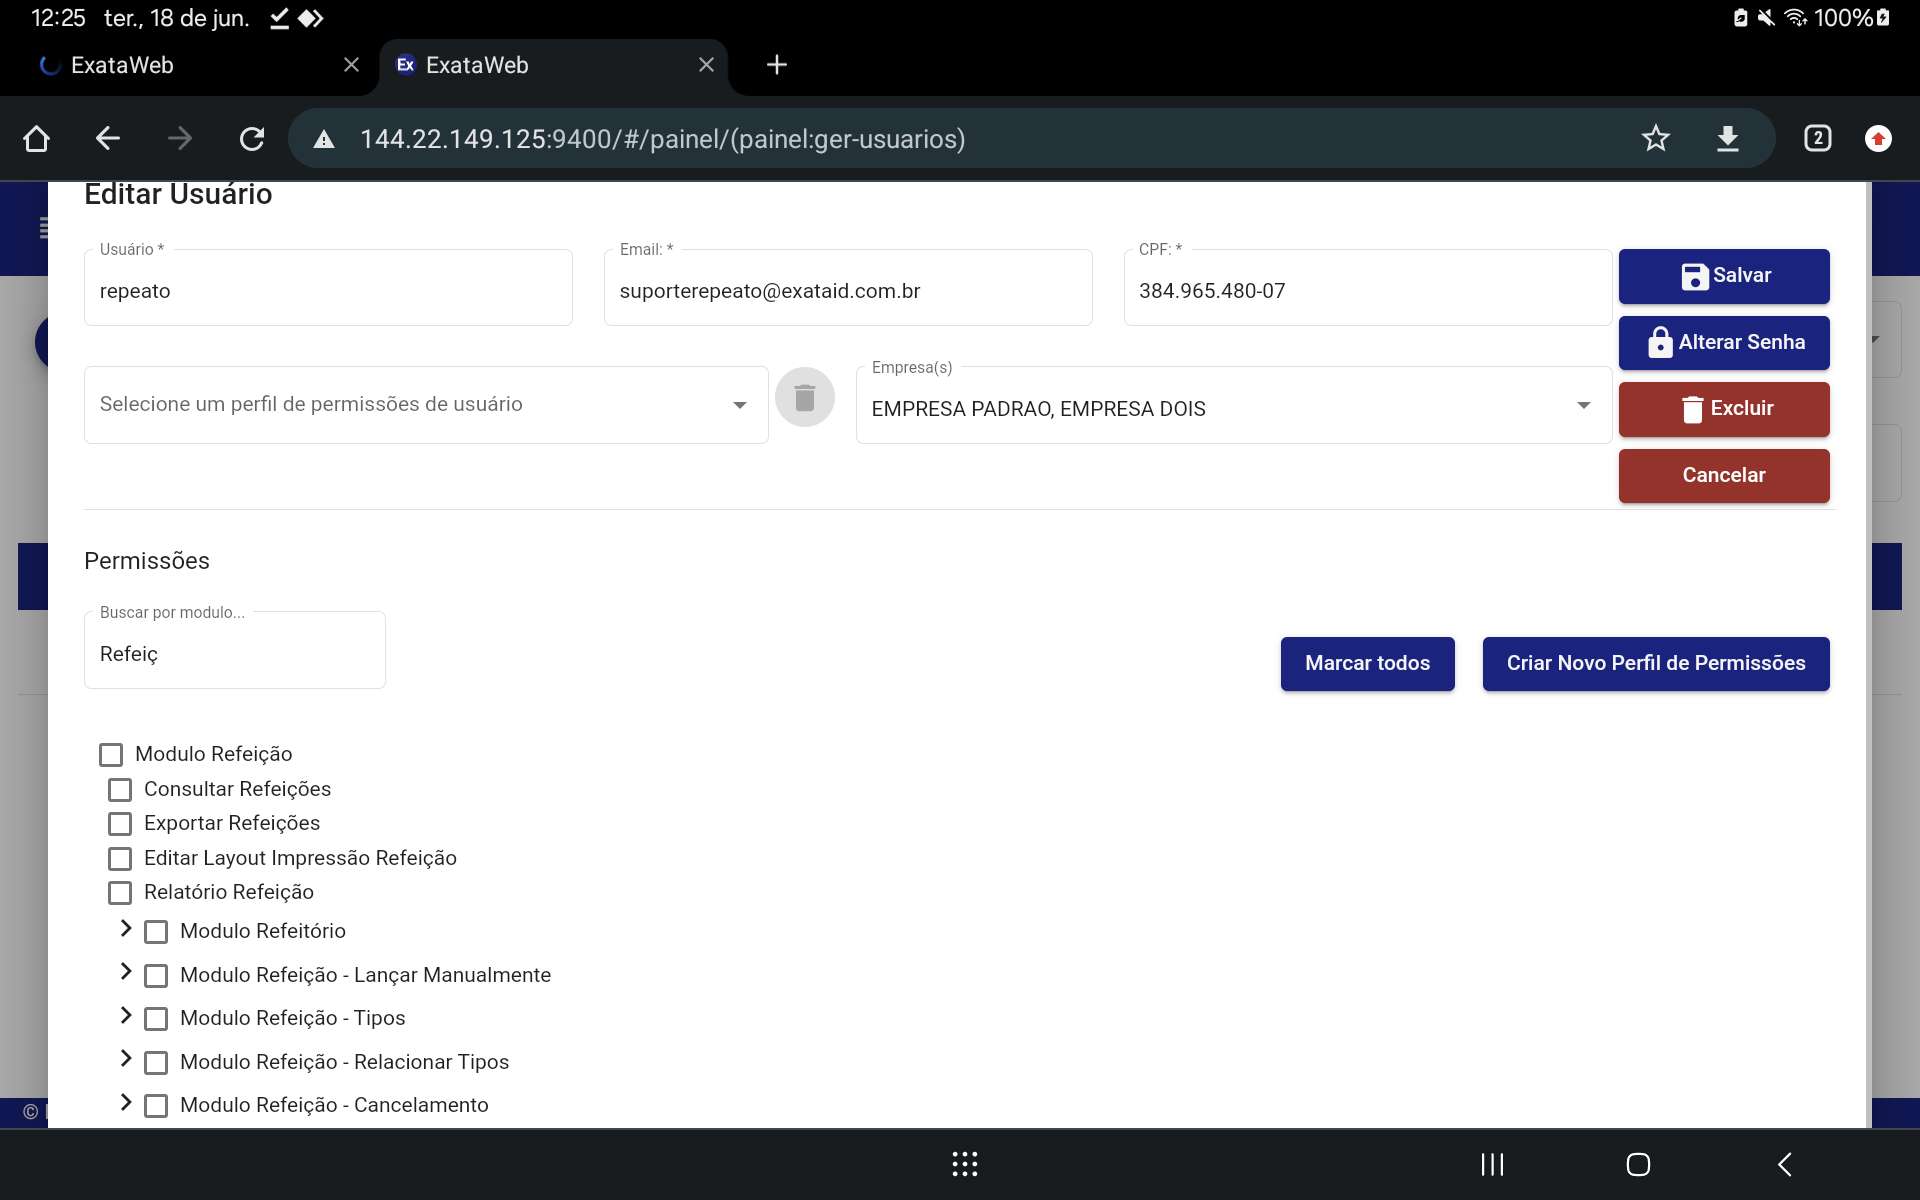 12:25 ter., 18 de jun. 100%
ExataWeb
Ex ExataWeb
144.22.149.125:9400/#/painel/(painel:ger-usuarios)
2
Editar Usuário
Usuário *
repeato
Email: *
suporterepeato@exataid.com.br
CPF: *
384.965.480-07
Salvar
Alterar Senha
Selecione um perfil de permissões de usuário
Empresa(s)
EMPRESA PADRAO, EMPRESA DOIS
Excluir
Cancelar
Permissões
Buscar por modulo...
Refeiç
Marcar todos
Criar Novo Perfil de Permissões
Modulo Refeição
Consultar Refeições
Exportar Refeições
Editar Layout Impressão Refeição
Relatório Refeição
Modulo Refeitório
Modulo Refeição - Lançar Manualmente
Modulo Refeição - Tipos
Modulo Refeição - Relacionar Tipos
Modulo Refeição - Cancelamento
©